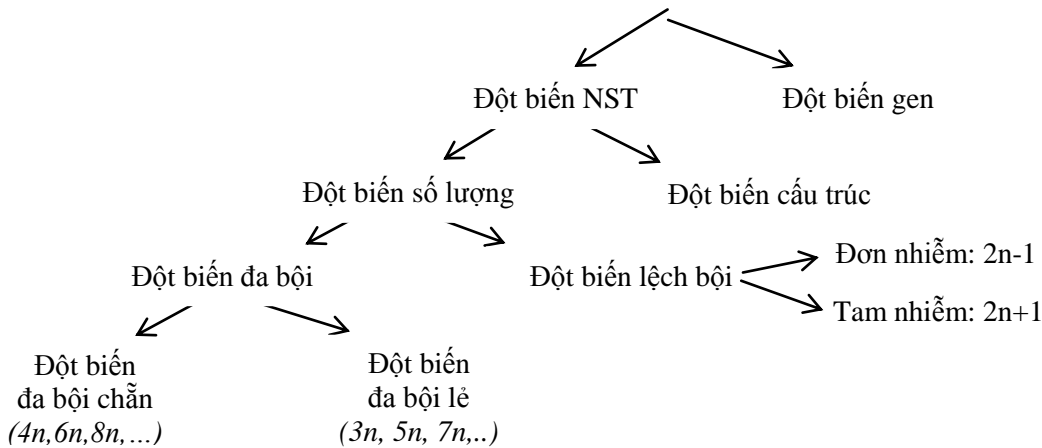 Đột biến NST
Đột biến gen
Đột biến số lượng
Đột biến cấu trúc
Đột biến đa bội
Đột biến lệch bội
Đơn nhiễm: 2n-1
Tam nhiễm: 2n+1
Đột biến
đa bội chẵn
(4n,6n,8n,…)
Đột biến
đa bội lẻ
(3n, 5n, 7n,..)